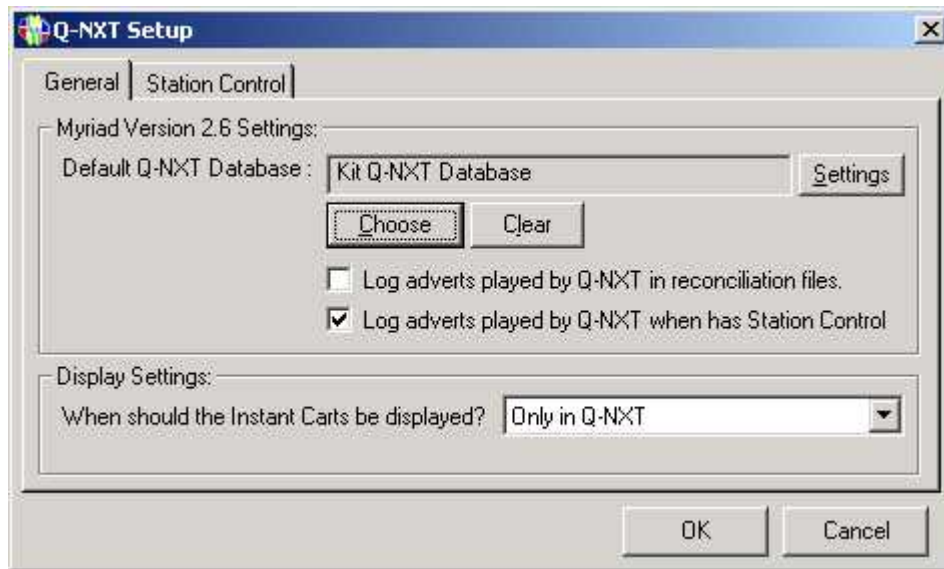 Q-NXT Setup
General Station Control
Myriad Version 2.6 Settings:
Default Q-NXT Database : Kit Q-NXT Database Settings
Choose Clear
Log adverts played by Q-NXT in reconciliation files.
Log adverts played by Q-NXT when has Station Control
Display Settings:
When should the Instant Carts be displayed? Only in Q-NXT
OK Cancel